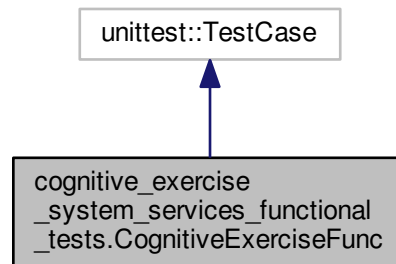 unittest::TestCase
cognitive_exercise
_system_services_functional
_tests.CognitiveExerciseFunc